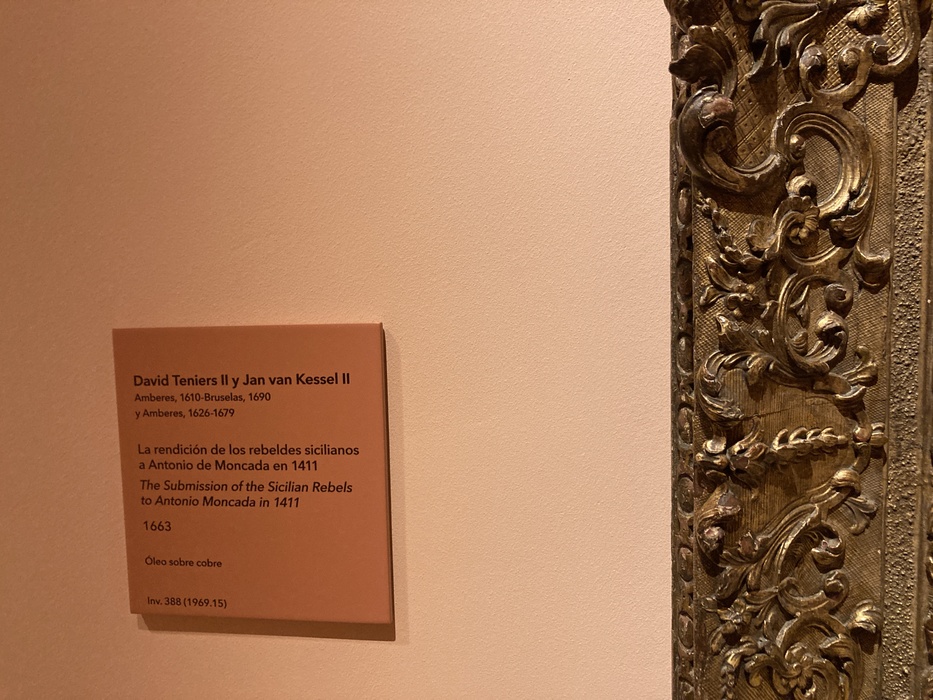 David Teniers II y Jan van Kessel II
Amberes, 1610-Bruselas, 1690
y Amberes, 1626-1679
La rendición de los rebeldes sicilianos
a Antonio de Moncada en 1411
The Submission of the Sicilian Rebels
to Antonio Moncada in 1411
1663
Óleo sobre cobre
Inv. 388 (1969.15)